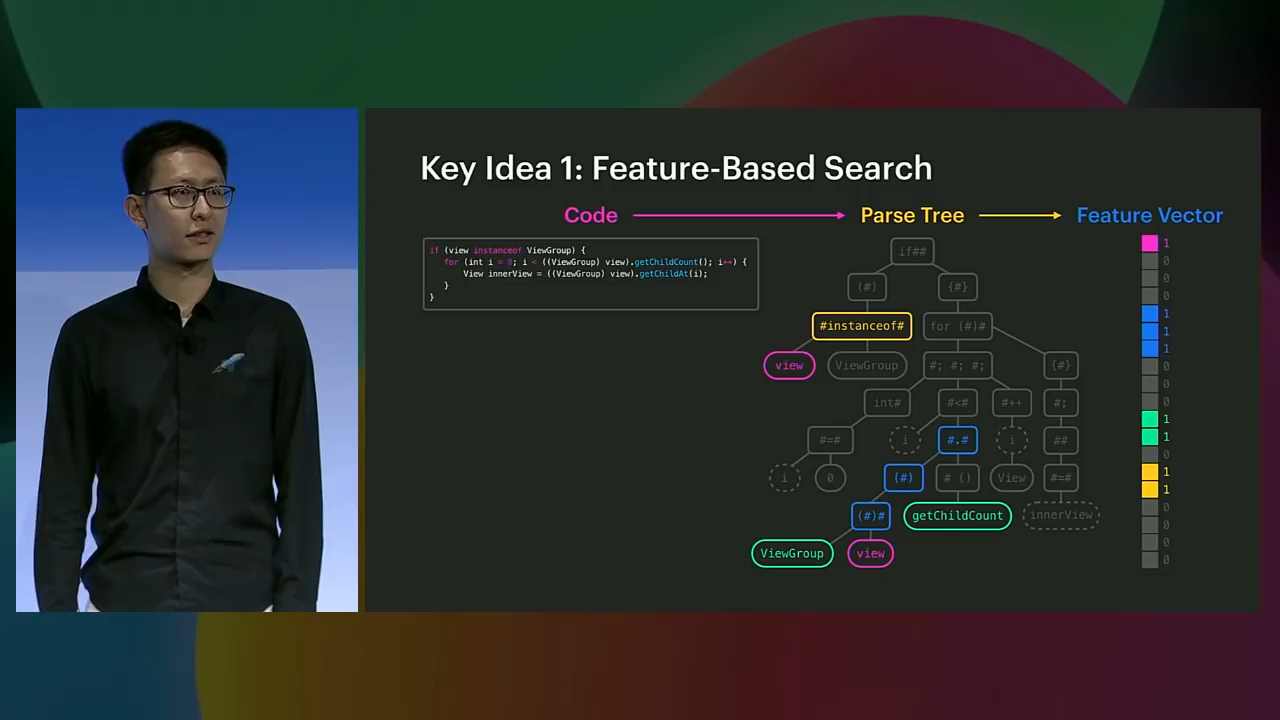 Key Idea 1: Feature-Based Search
Code
Parse Tree
Feature Vector
if (view instanceof ViewGroup) {
for (int i = 0; i < ((ViewGroup) view).getChildCount(); i++) {
View innerView = ((ViewGroup) view).getChildAt(i);
}
}
if##
(#) {#}
#instanceof# for (#)#
view ViewGroup #; #; #; {#}
int# #<# #++ #;
#=# i #.# i ##
i 0 (#) # () View #=#
(#)# getChildCount innerView
ViewGroup view
1
0
0
0
1
1
1
0
0
0
1
1
0
1
1
0
0
0
0